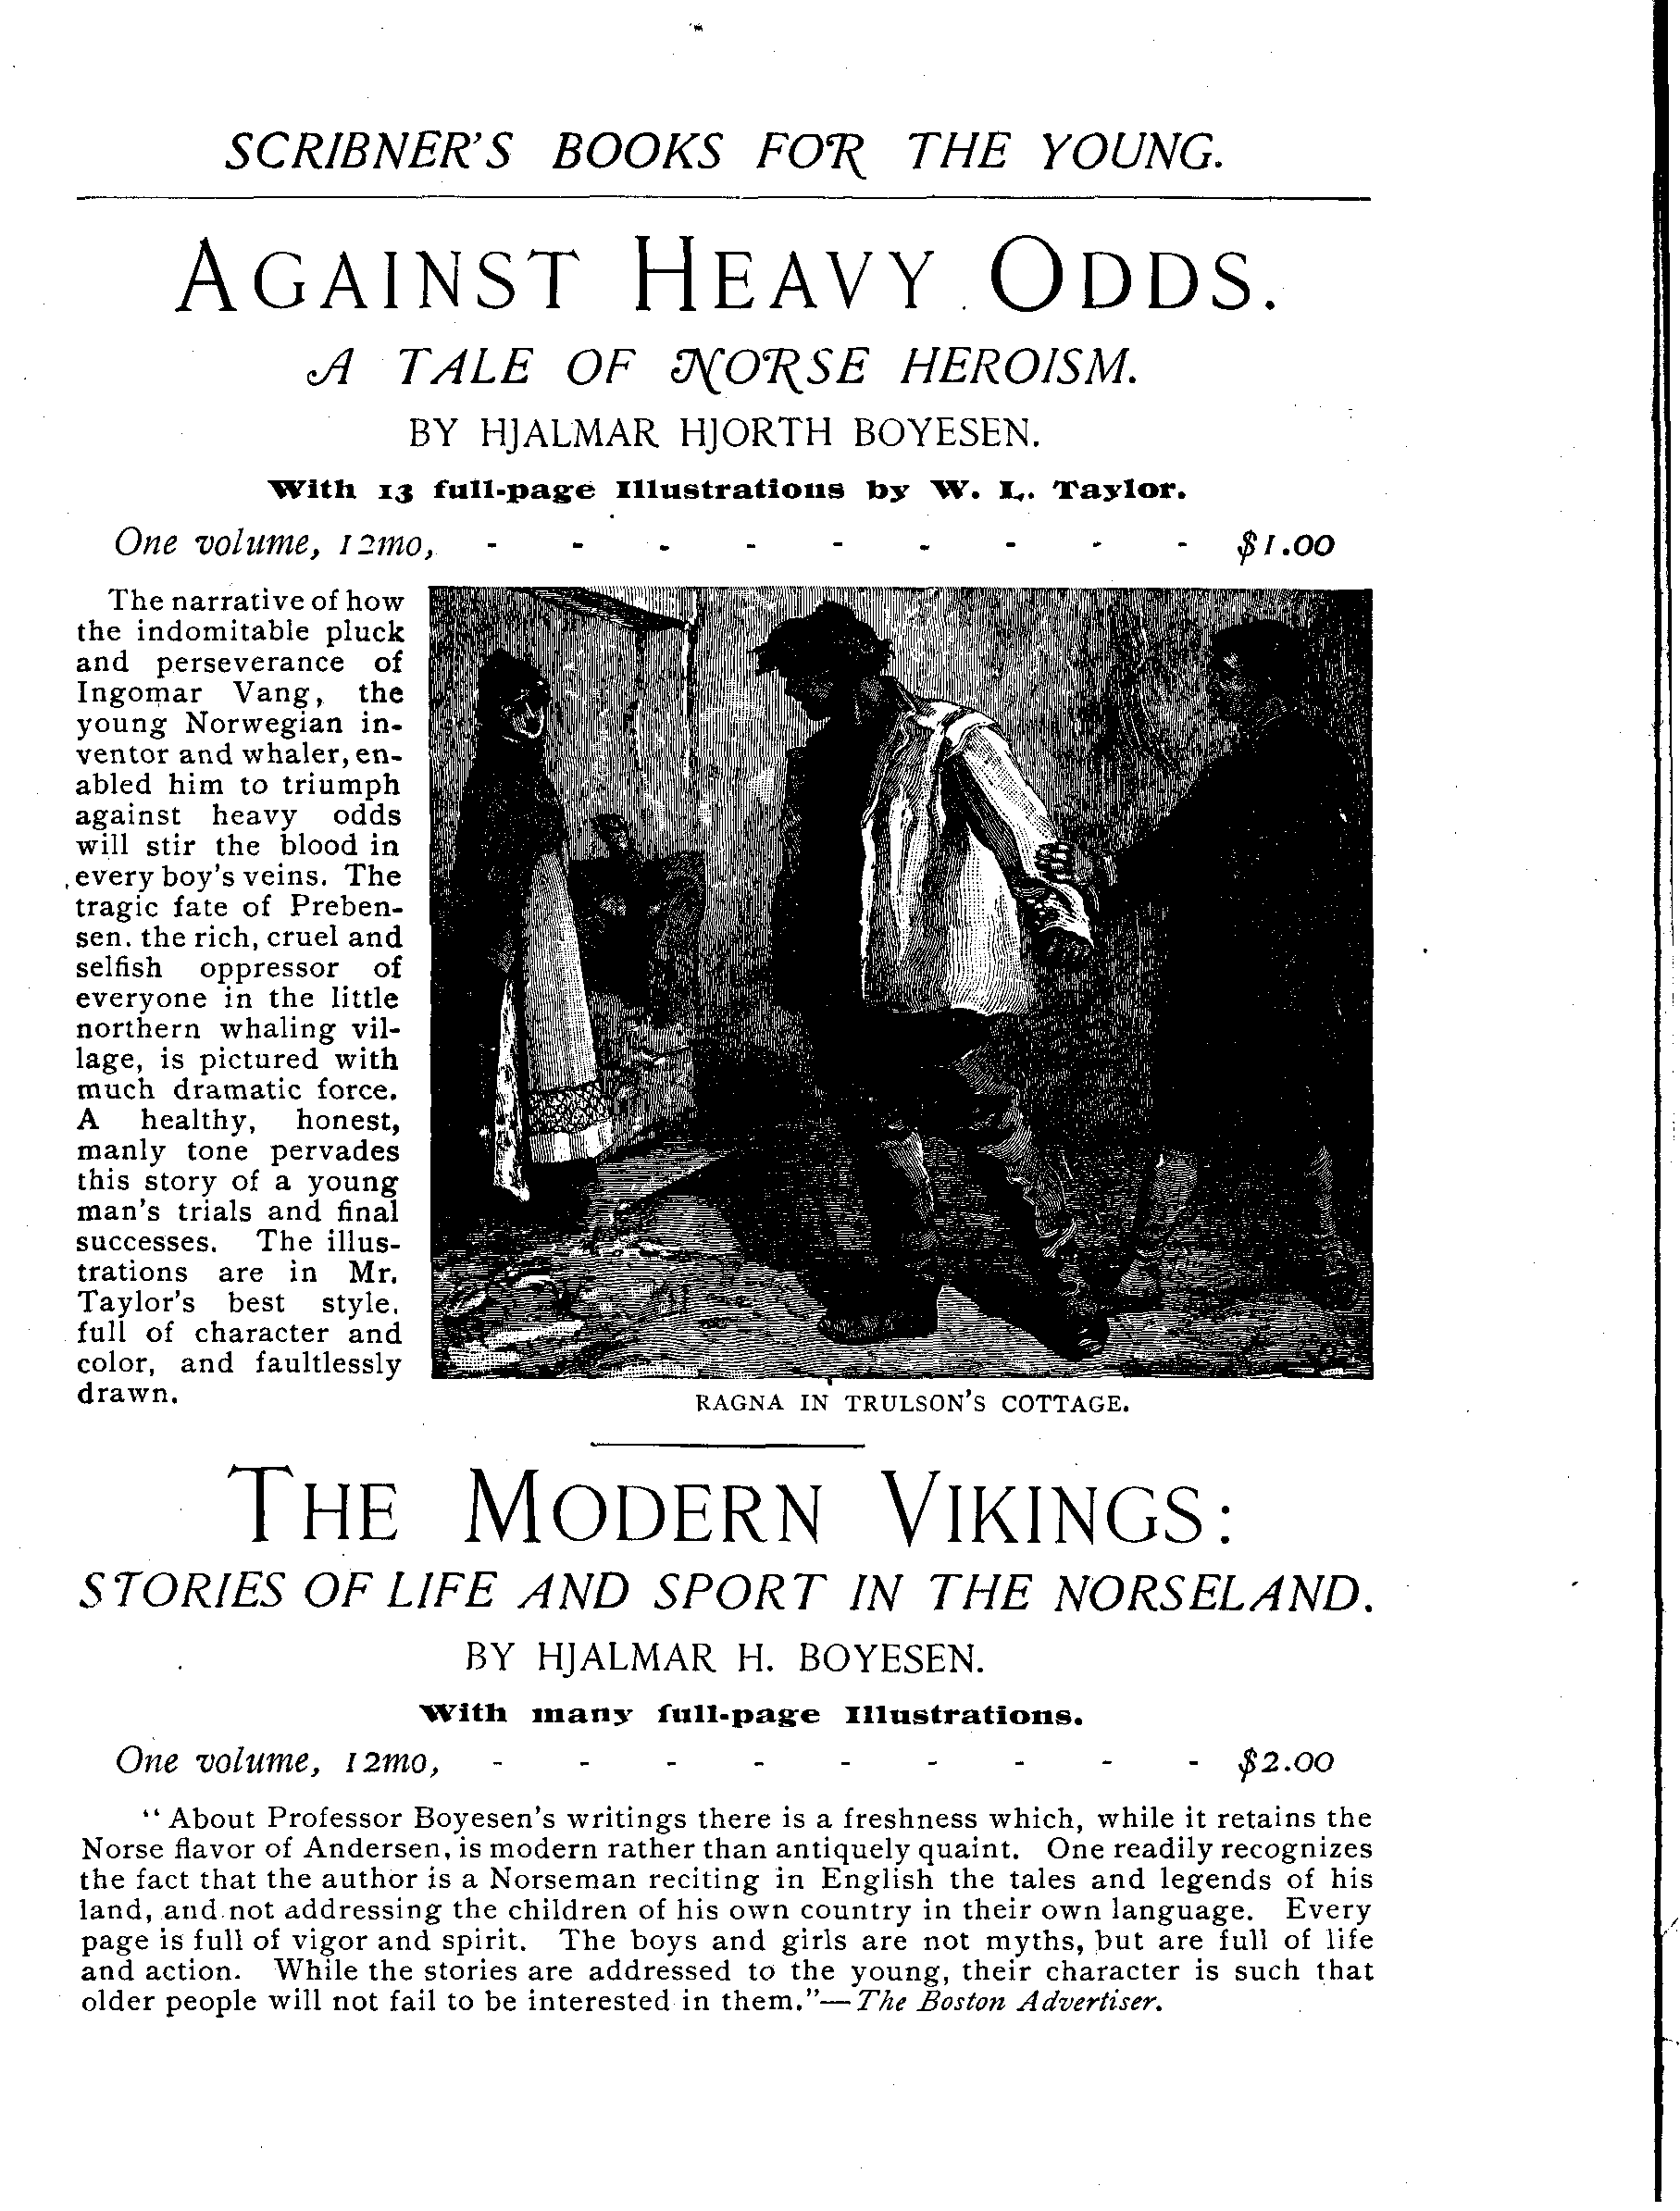 SCRIBNER'S BOOKS FOR THE YOUNG.
AGAINST HEAVY ODDS.
A TALE OF NORSE HEROISM.
BY HJALMAR HJORTH BOYESEN.
With 13 full-page Illustrations by W. L. Taylor.
One volume, 12mo, - - - - - - - - - $1.00
The narrative of how
the indomitable pluck
and perseverance of
Ingomar Vang, the
young Norwegian in-
ventor and whaler, en-
abled him to triumph
against heavy odds
will stir the blood in
every boy's veins. The
tragic fate of Preben-
sen. the rich, cruel and
selfish oppressor of
everyone in the little
northern whaling vil-
lage, is pictured with
much dramatic force.
A healthy, honest,
manly tone pervades
this story of a young
man's trials and final
successes. The illus-
trations are in Mr.
Taylor's best style.
full of character and
color, and faultlessly
drawn.
RAGNA IN TRULSON'S COTTAGE.
THE MODERN VIKINGS:
STORIES OF LIFE AND SPORT IN THE NORSELAND.
BY HJALMAR H. BOYESEN.
With many full-page Illustrations.
One volume, 12mo, - - - - - - - - - $2.00
"About Professor Boyesen's writings there is a freshness which, while it retains the
Norse flavor of Andersen, is modern rather than antiquely quaint. One readily recognizes
the fact that the author is a Norseman reciting in English the tales and legends of his
land, and not addressing the children of his own country in their own language. Every
page is full of vigor and spirit. The boys and girls are not myths, but are full of life
and action. While the stories are addressed to the young, their character is such that
older people will not fail to be interested in them."—The Boston Advertiser.